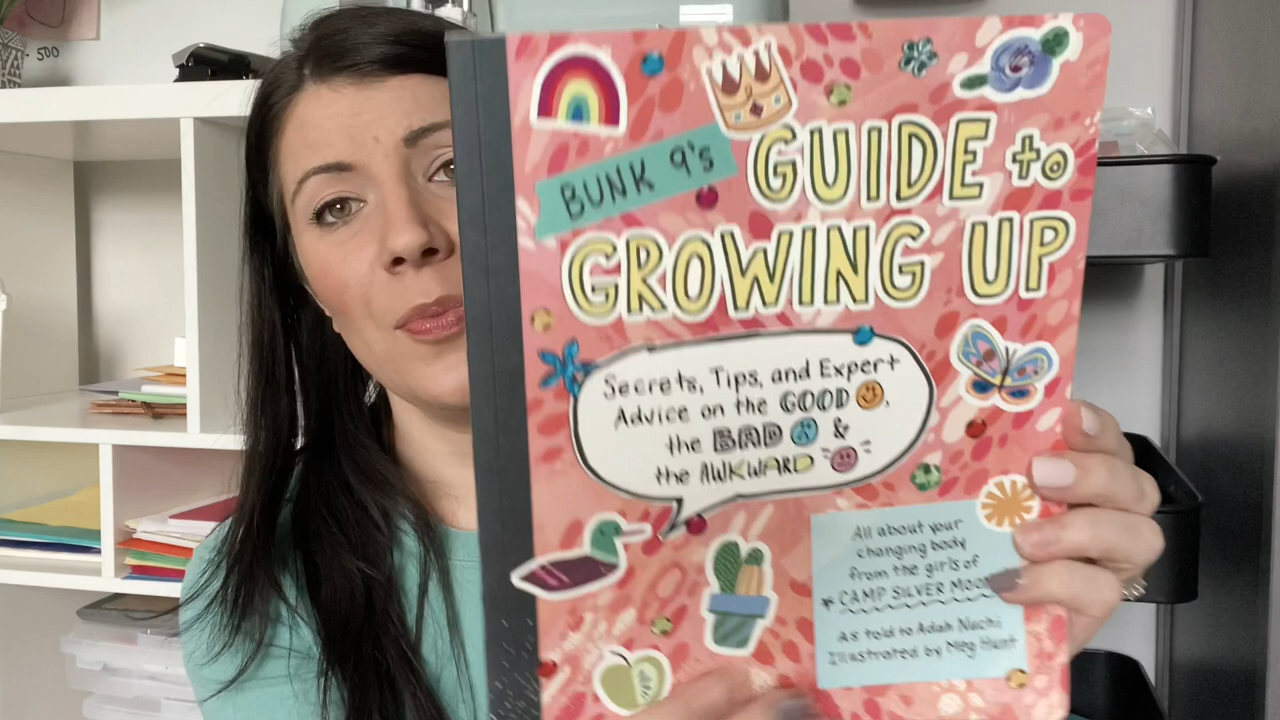 - 500
BUNK 9's
GUIDE to
GROWING UP
Secrets, Tips, and Expert
Advice on the GOOD
the BAD &
the AWKWARD
All about your
changing body
from the girls of
CAMP SILVER MOON
As told to Adah Nuchi
Illustrated by Meg Hunt